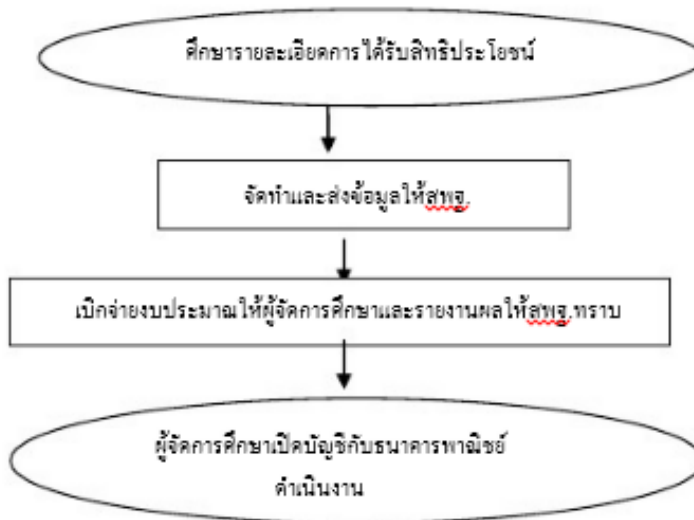 ศึกษารายละเอียดการได้รับสิทธิประโยชน์
จัดทำและส่งข้อมูลให้สพฐ.
เบิกจ่ายงบประมาณให้ผู้จัดการศึกษาและรายงานผลให้สพฐ.ทราบ
ผู้จัดการศึกษาเปิดบัญชีกับธนาคารพาณิชย์
ดำเนินงาน